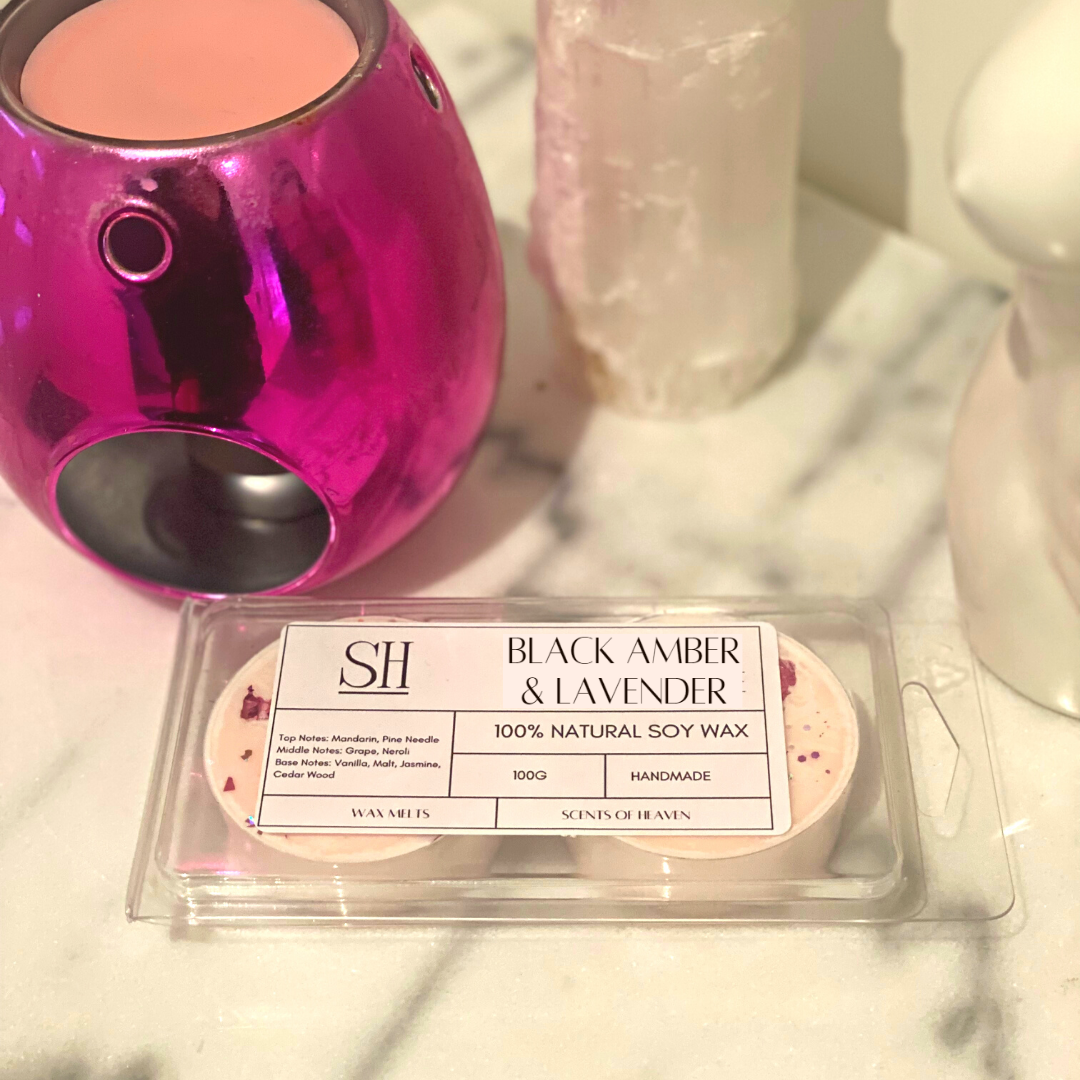 SH
BLACK AMBER
& LAVENDER
Top Notes: Mandarin, Pine Needle
Middle Notes: Grape, Neroli
Base Notes: Vanilla, Malt, Jasmine,
Cedar Wood
100% NATURAL SOY WAX
100G
HANDMADE
WAX MELTS
SCENTS OF HEAVEN